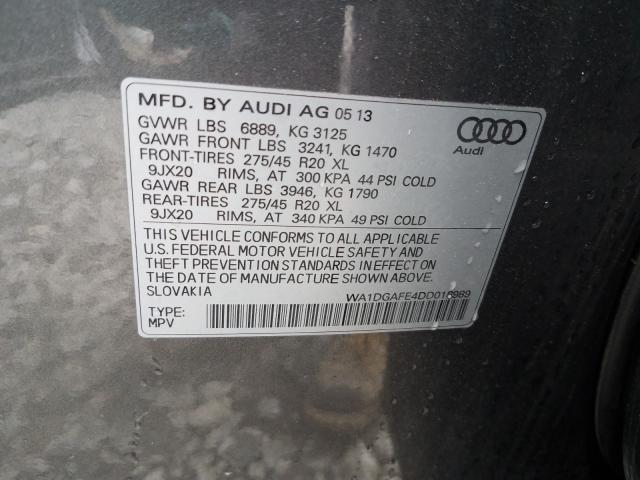 MFD. BY AUDI AG 05 13
GVWR LBS 6889, KG 3125
GAWR FRONT LBS 3241, KG 1470
FRONT-TIRES 275/45 R20 XL
9JX20 RIMS, AT 300 KPA 44 PSI COLD
GAWR REAR LBS 3946, KG 1790
REAR-TIRES 275/45 R20 XL
9JX20 RIMS, AT 340 KPA 49 PSI COLD
Audi
THIS VEHICLE CONFORMS TO ALL APPLICABLE
U.S. FEDERAL MOTOR VEHICLE SAFETY AND
THEFT PREVENTION STANDARDS IN EFFECT ON
THE DATE OF MANUFACTURE SHOWN ABOVE.
SLOVAKIA
TYPE:
MPV